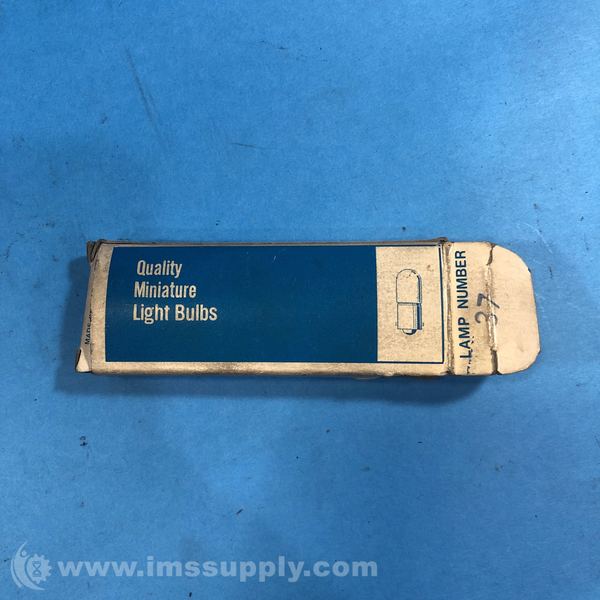 Quality
Miniature
Light Bulbs
LAMP NUMBER
37
www.imssupply.com